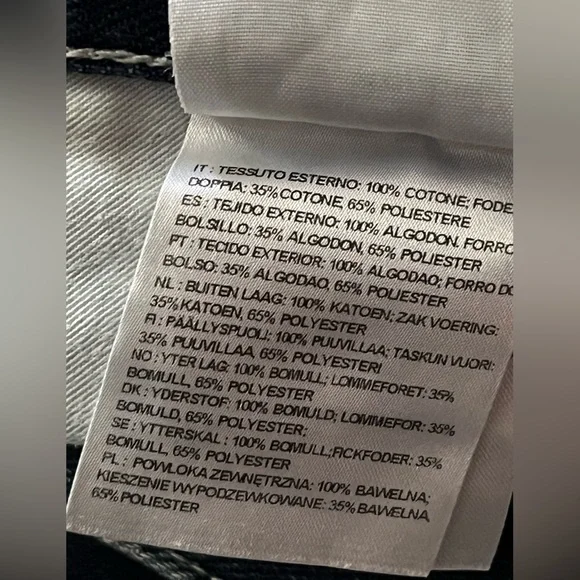 IT : TESSUTO ESTERNO: 100% COTONE; FODE
DOPPIA: 35% COTONE, 65% POLIESTERE
ES : TEJIDO EXTERNO: 100% ALGODON. FORRO
BOLSILLO: 35% ALGODON, 65% POLIESTER
PT : TECIDO EXTERIOR: 100% ALGODAO; FORRO DO
BOLSO: 35% ALGODAO, 65% POLIESTER
NL : BUITEN LAAG: 100% KATOEN; ZAK VOERING:
35% KATOEN, 65% POLYESTER
FI : PÄÄLLYSPUOLI: 100% PUUVILLAA; TASKUN VUORI:
35% PUUVILLAA, 65% POLYESTERI
NO : YTER LAG: 100% BOMULL; LOMMEFORET: 35%
BOMULL, 65% POLYESTER
DK : YDERSTOF: 100% BOMULD; LOMMEFOR: 35%
BOMULD, 65% POLYESTER;
SE : YTTERSKAL : 100% BOMULL;FICKFODER: 35%
BOMULL, 65% POLYESTER
PL : POWLOKA ZEWNĘTRZNA: 100% BAWELNA;
KIESZENIE WYPODZEWKOWANE: 35% BAWELNA,
65% POLIESTER